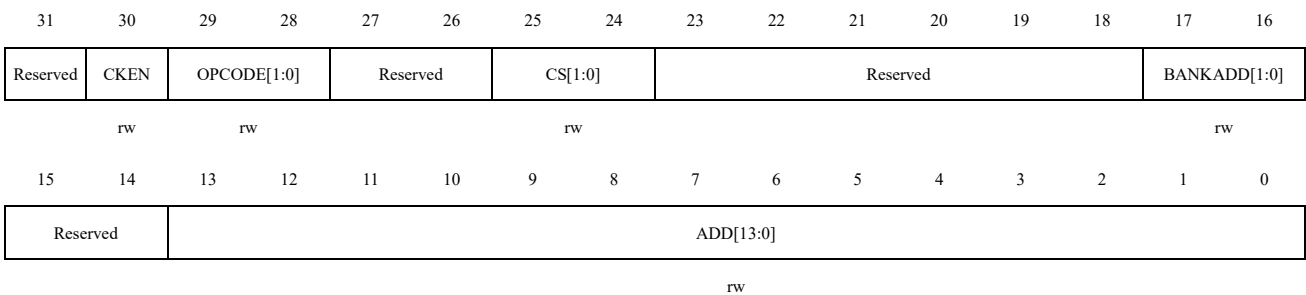 31 30 29 28 27 26 25 24 23 22 21 20 19 18 17 16
Reserved CKEN OPCODE[1:0] Reserved CS[1:0] Reserved BANKADD[1:0]
rw rw rw rw
15 14 13 12 11 10 9 8 7 6 5 4 3 2 1 0
Reserved ADD[13:0]
rw